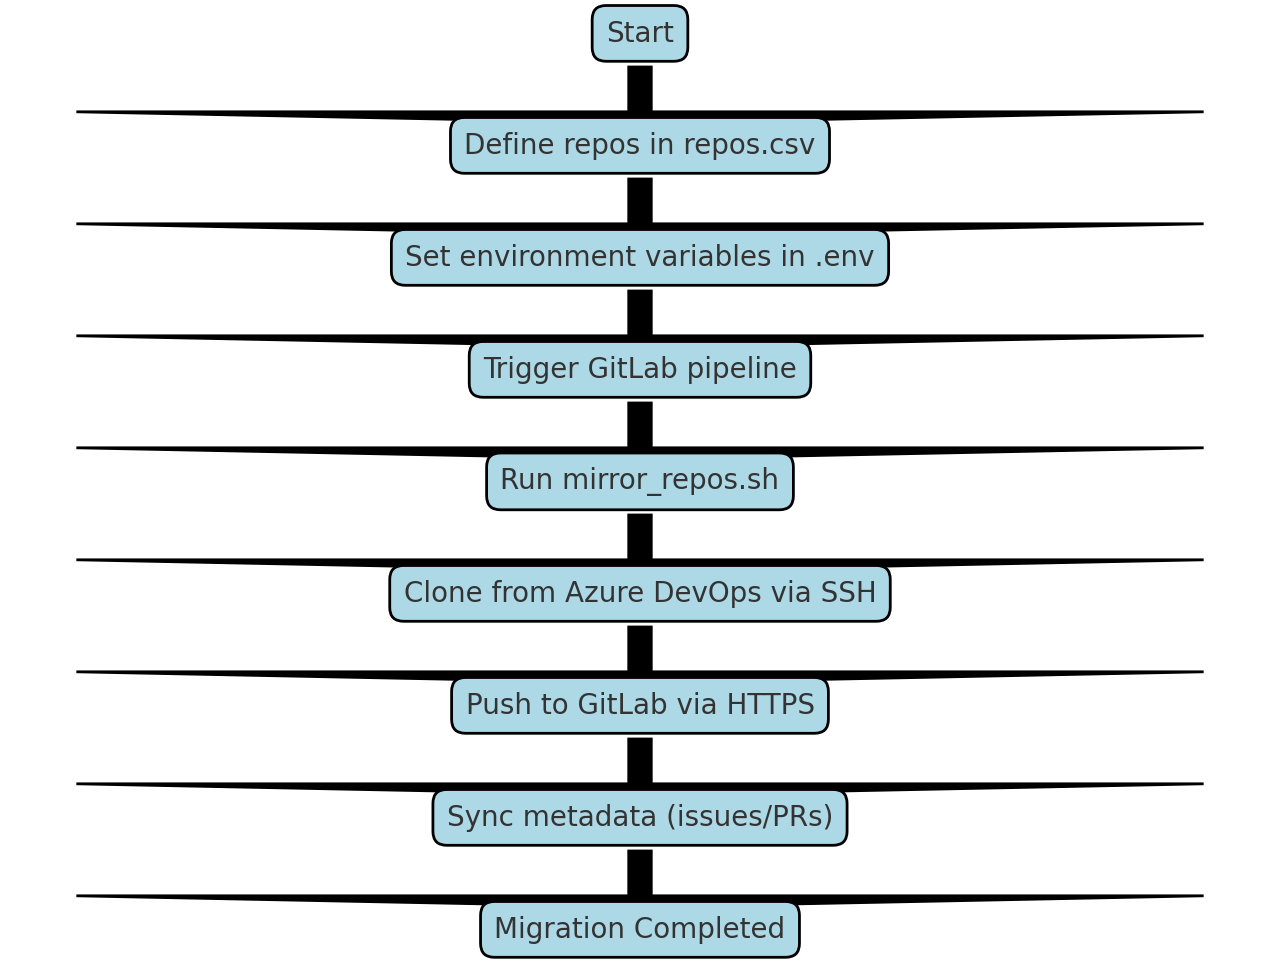 Start
Define repos in repos.csv
Set environment variables in .env
Trigger GitLab pipeline
Run mirror_repos.sh
Clone from Azure DevOps via SSH
Push to GitLab via HTTPS
Sync metadata (issues/PRs)
Migration Completed